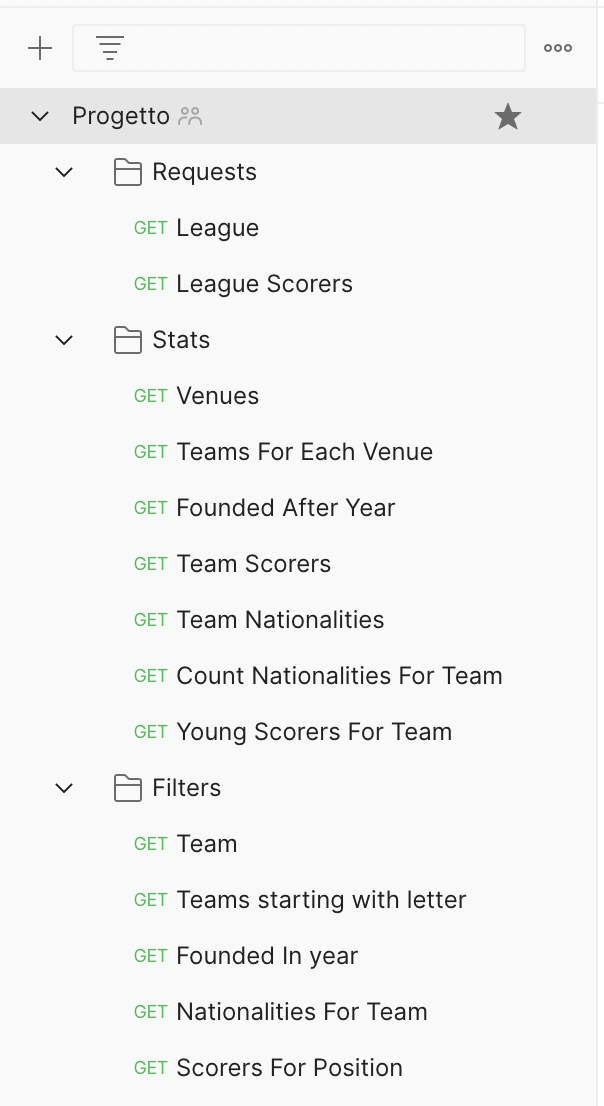 Progetto
Requests
GET League
GET League Scorers
Stats
GET Venues
GET Teams For Each Venue
GET Founded After Year
GET Team Scorers
GET Team Nationalities
GET Count Nationalities For Team
GET Young Scorers For Team
Filters
GET Team
GET Teams starting with letter
GET Founded In year
GET Nationalities For Team
GET Scorers For Position